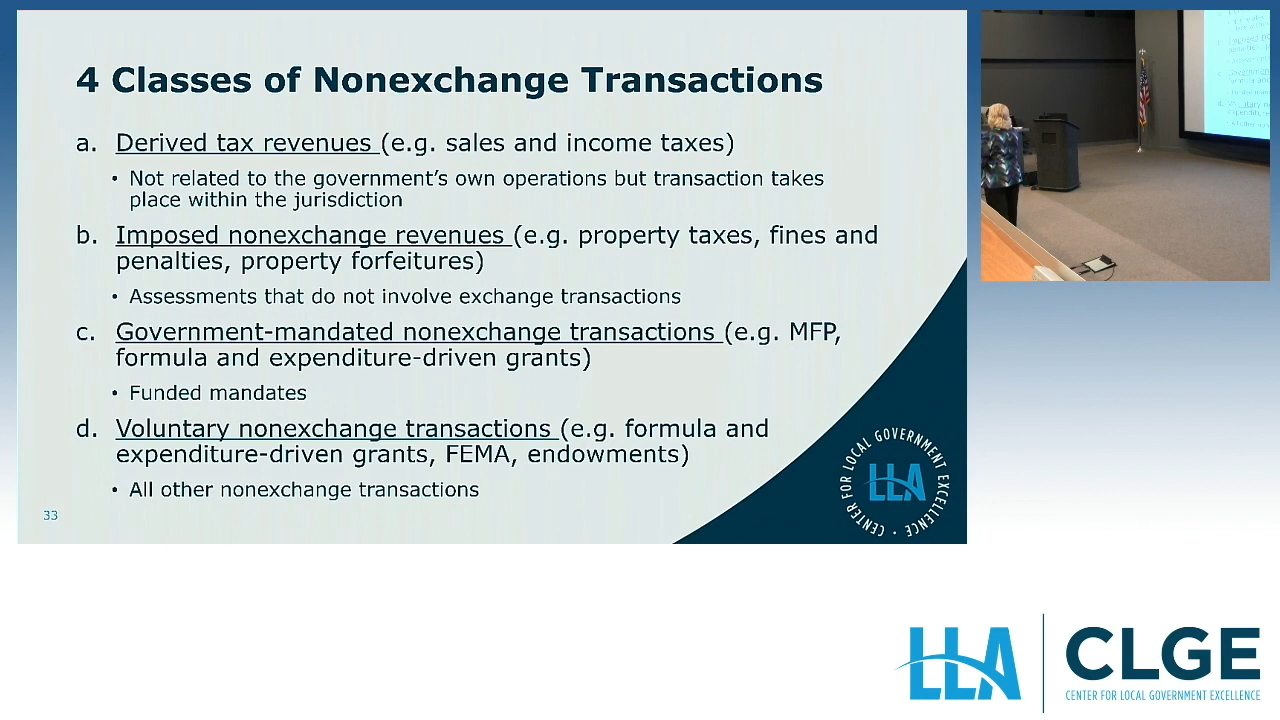 4 Classes of Nonexchange Transactions
a. Derived tax revenues (e.g. sales and income taxes)
• Not related to the government's own operations but transaction takes
place within the jurisdiction
b. Imposed nonexchange revenues (e.g. property taxes, fines and
penalties, property forfeitures)
• Assessments that do not involve exchange transactions
c. Government-mandated nonexchange transactions (e.g. MFP,
formula and expenditure-driven grants)
• Funded mandates
d. Voluntary nonexchange transactions (e.g. formula and
expenditure-driven grants, FEMA, endowments)
• All other nonexchange transactions
33
CENTER FOR LOCAL GOVERNMENT EXCELLENCE
LLA
LLA
CLGE
CENTER FOR LOCAL GOVERNMENT EXCELLENCE